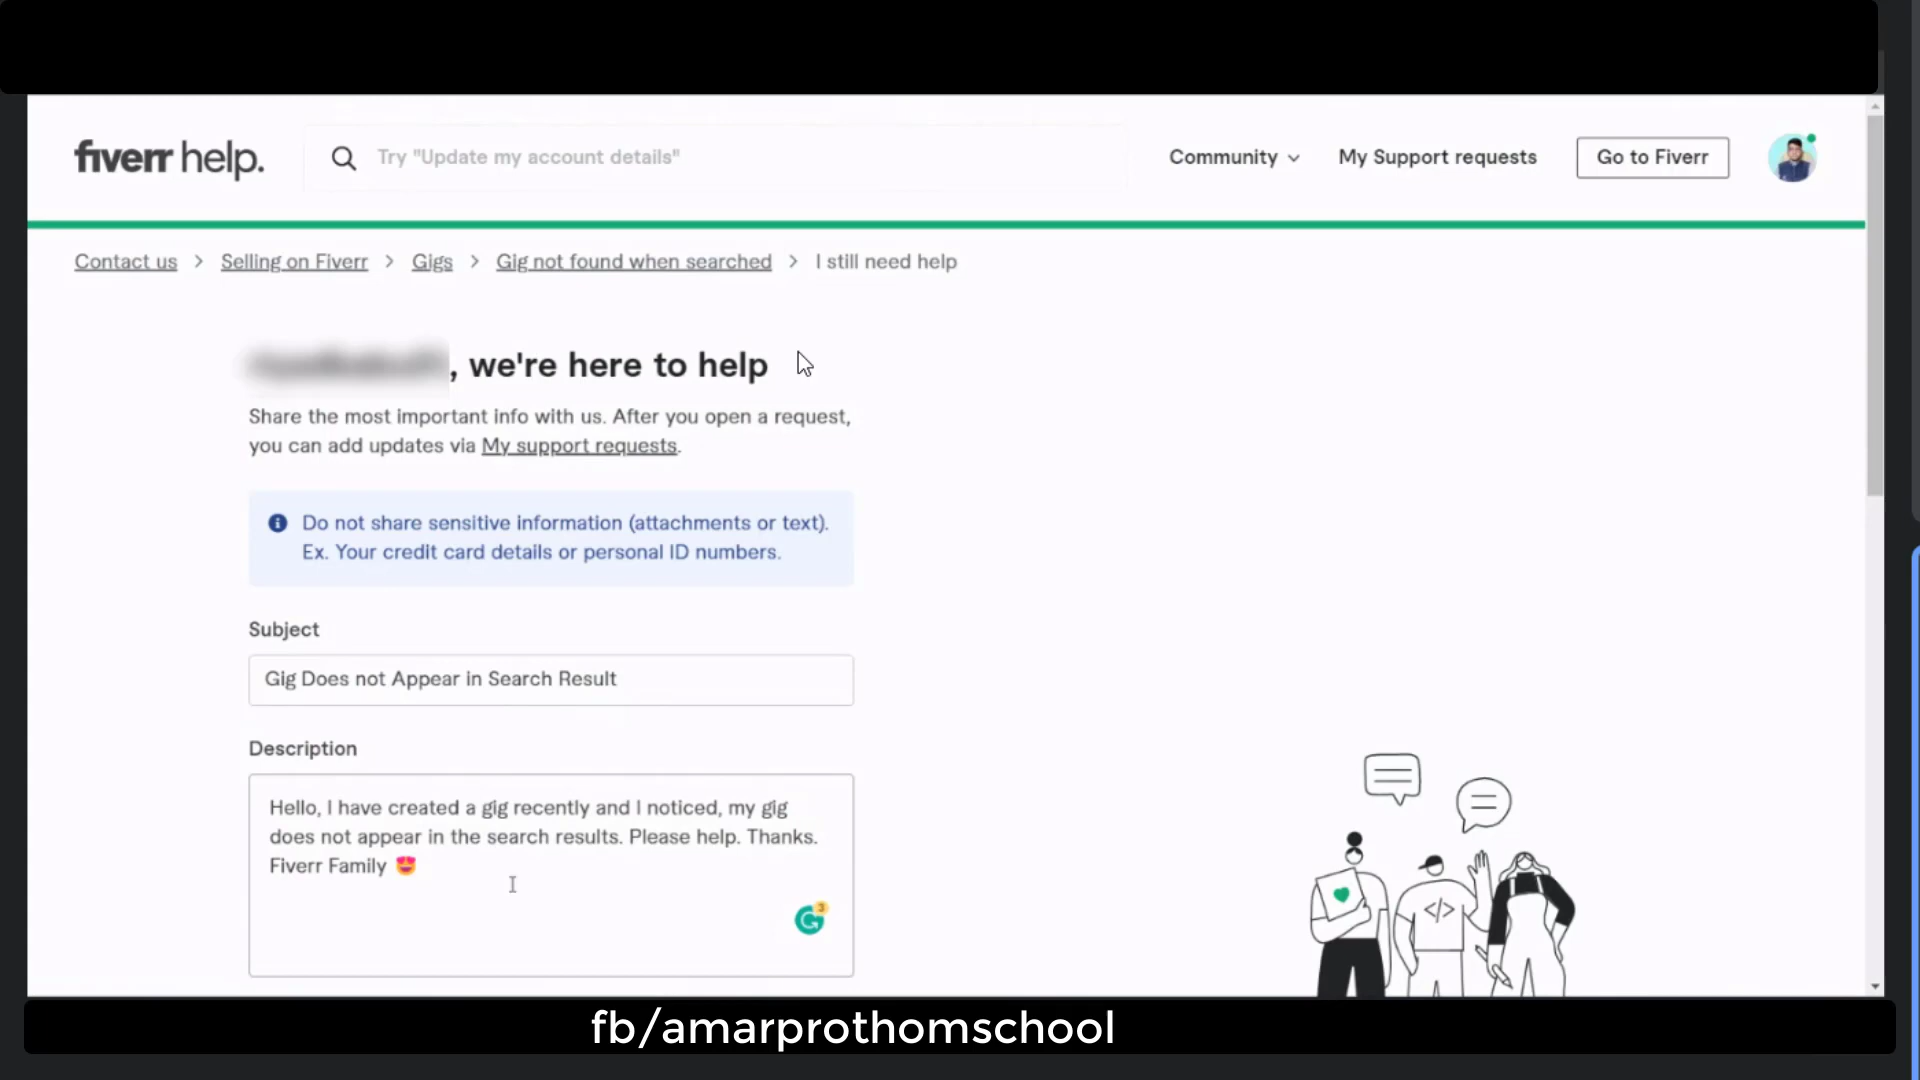 fiverr help.
Try "Update my account details"
Community
My Support requests
Go to Fiverr
Contact us > Selling on Fiverr > Gigs > Gig not found when searched > I still need help
, we're here to help
Share the most important info with us. After you open a request,
you can add updates via My support requests.
Do not share sensitive information (attachments or text).
Ex. Your credit card details or personal ID numbers.
Subject
Gig Does not Appear in Search Result
Description
Hello, I have created a gig recently and I noticed, my gig
does not appear in the search results. Please help. Thanks.
Fiverr Family 😍
3
</>
fb/amarprothomschool